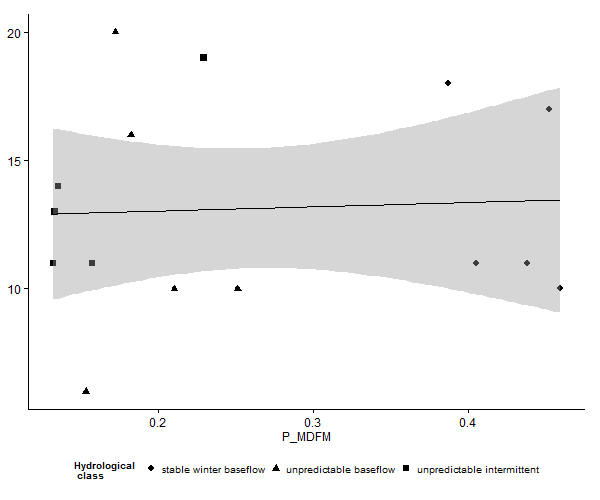 20
15
10
0.2 0.3 0.4
P_MDFM
Hydrological class
stable winter baseflow unpredictable baseflow unpredictable intermittent